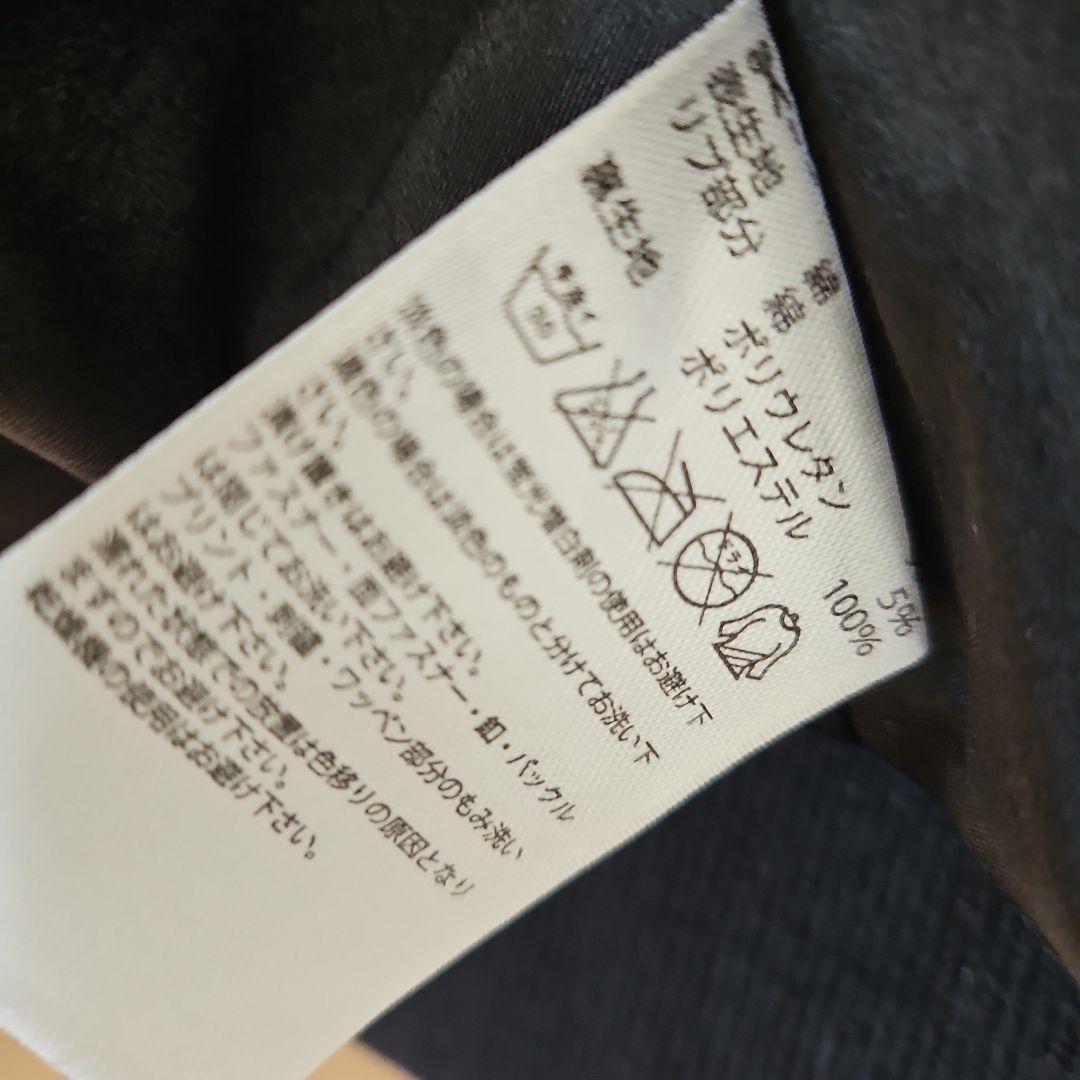 表生地 綿
リブ部分 綿
ポリウレタン 5%
裏生地 ポリエステル 100%
ドライ
淡色の場合は蛍光増白剤の使用はお避け下
さい。
濃色の場合は淡色のものと分けてお洗い下
さい。
漬け置きはお避け下さい。
ファスナー・面ファスナー・釦・バックル
は閉じてお洗い下さい。
プリント・刺繍・ワッペン部分のもみ洗い
はお避け下さい。
濡れた状態での放置は色移りの原因となり
ますのでお避け下さい。
乾燥機の使用はお避け下さい。